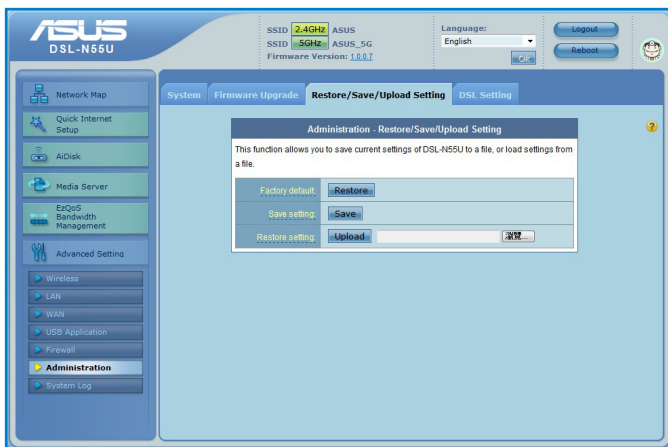 ASUS
DSL-N55U
SSID 2.4GHz ASUS
SSID 5GHz ASUS_5G
Firmware Version: 1.0.0.7
Language:
English
Ok
Logout
Reboot
Network Map
Quick Internet
Setup
AiDisk
Media Server
EzQoS
Bandwidth
Management
Advanced Setting
Wireless
LAN
WAN
USB Application
Firewall
Administration
System Log
System
Firmware Upgrade
Restore/Save/Upload Setting
DSL Setting
Administration - Restore/Save/Upload Setting
This function allows you to save current settings of DSL-N55U to a file, or load settings from
a file.
Factory default: Restore
Save setting: Save
Restore setting: Upload 瀏覽...